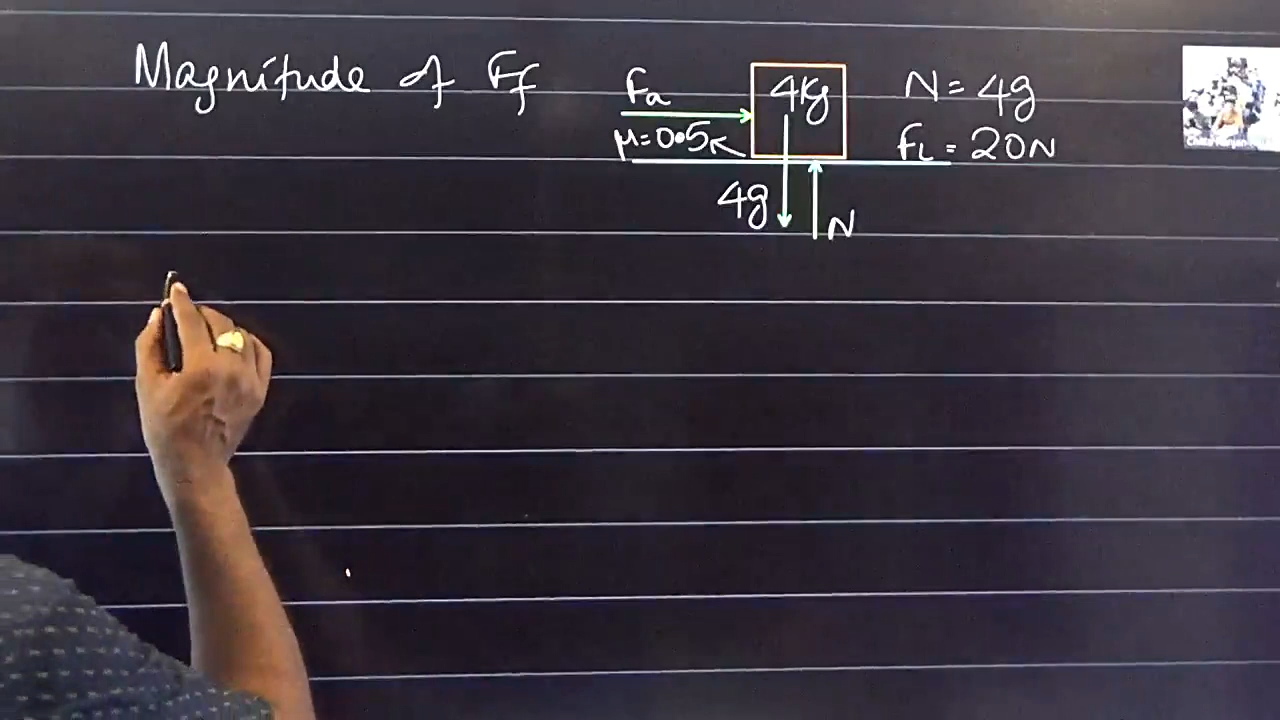 Magnitude of Ff
Fa
μ=0.5
4Kg
4g
N
N = 4g
FL = 20N